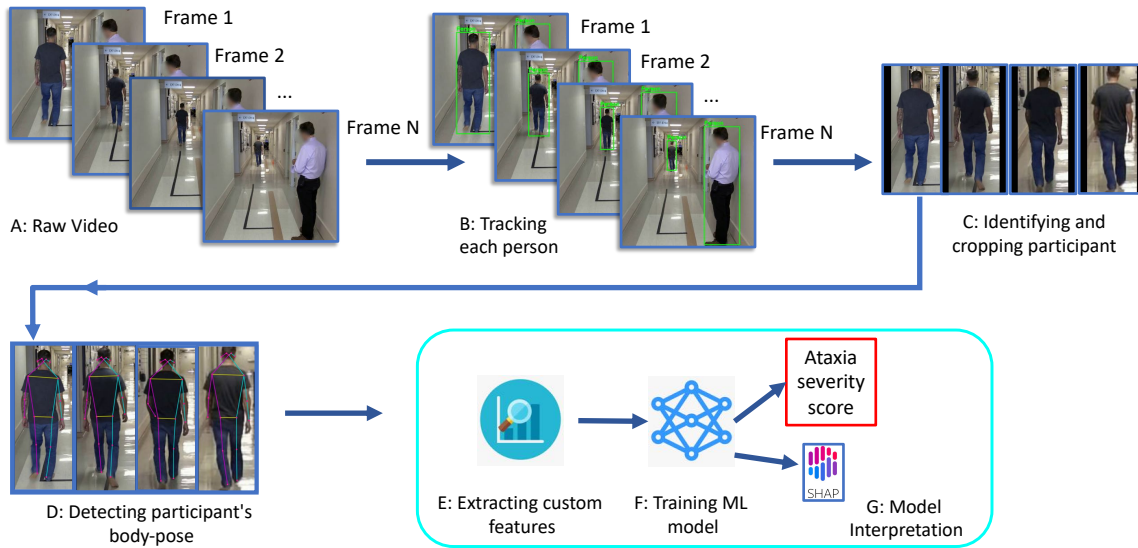 Frame 1
Frame 2
...
Frame N
A: Raw Video
Frame 1
Frame 2
...
Frame N
B: Tracking
each person
C: Identifying and
cropping participant
D: Detecting participant's
body-pose
E: Extracting custom
features
F: Training ML
model
Ataxia
severity
score
SHAP
G: Model
Interpretation